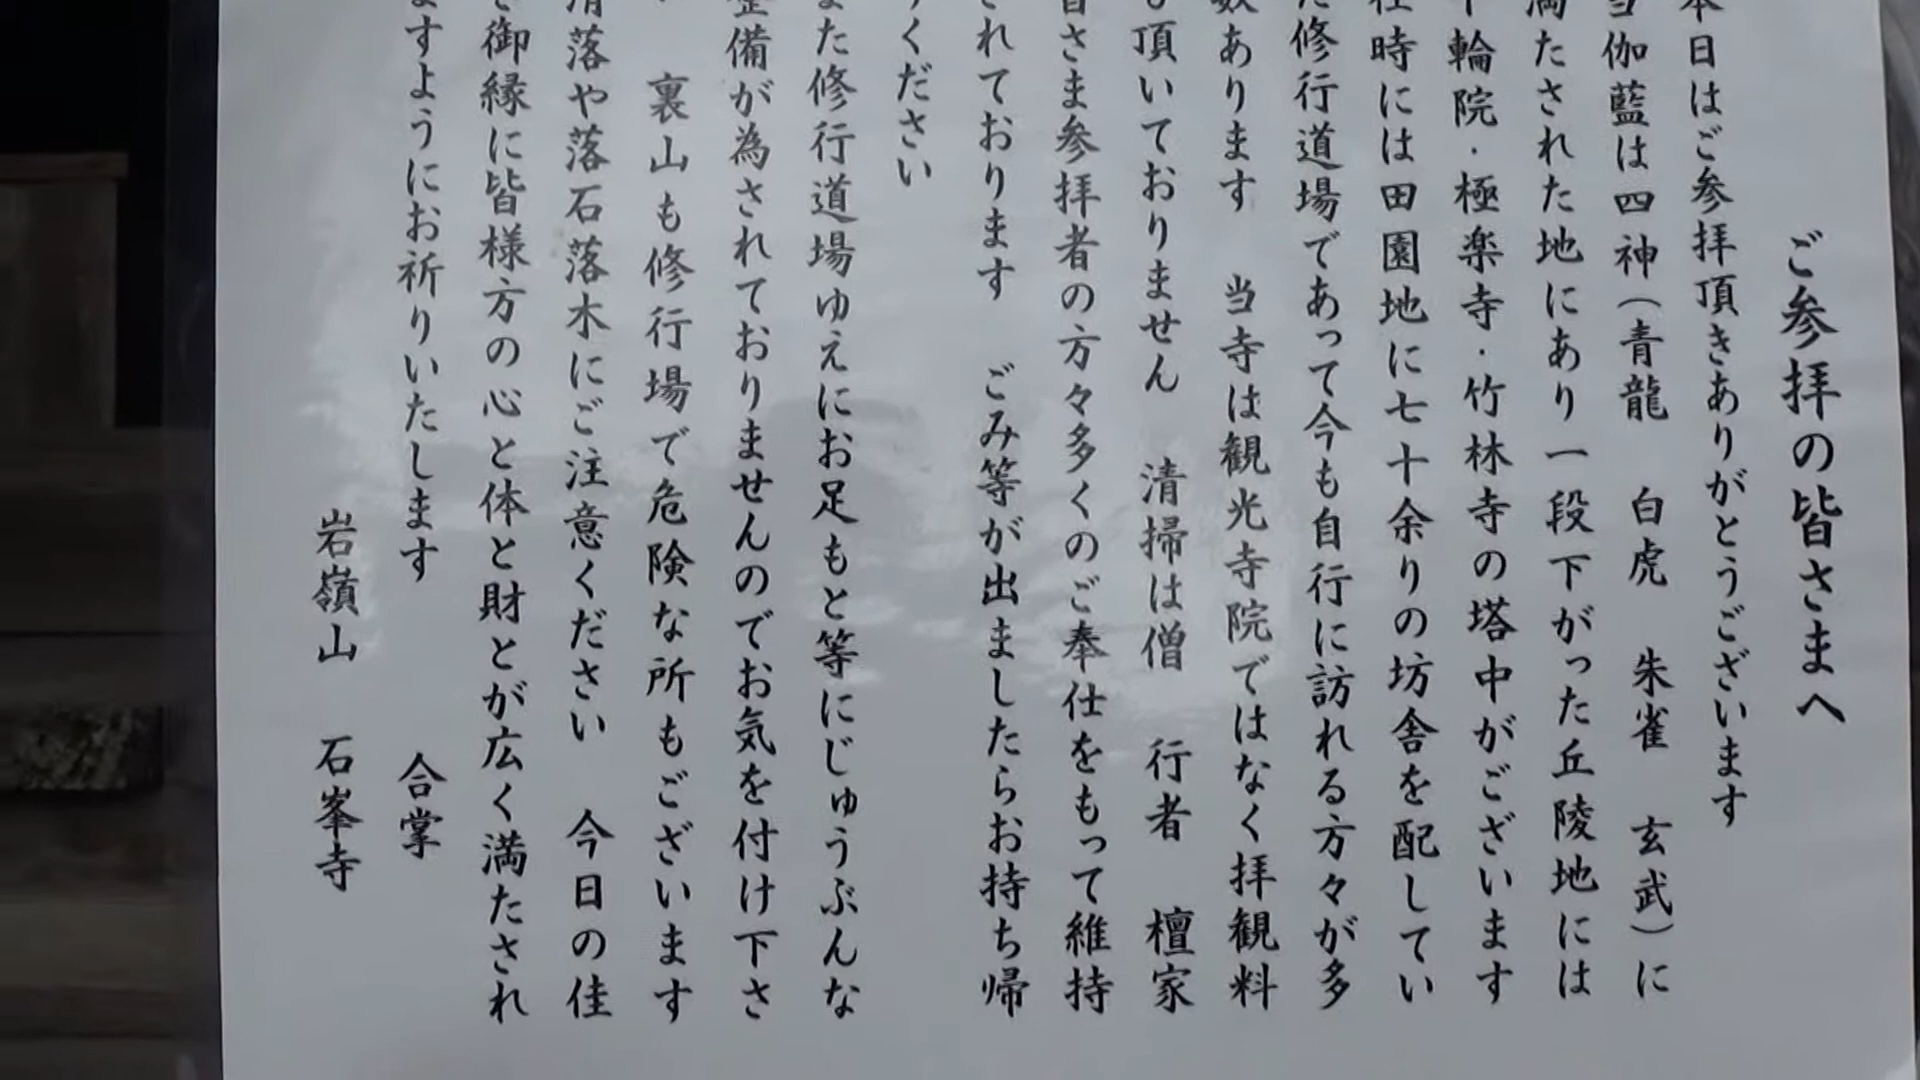 ご参拝の皆さまへ
本日はご参拝頂きありがとうございます
当伽藍は四神（青龍　白虎　朱雀　玄武）に
満たされた地にあり一段下がった丘陵地には
十輪院・極楽寺・竹林寺の塔中がございます
往時には田園地に七十余りの坊舎を配してい
た修行道場であって今も自行に訪れる方々が多
数あります　当寺は観光寺院ではなく拝観料
も頂いておりません　清掃は僧　行者　檀家
皆さま参拝者の方々多くのご奉仕をもって維持
されております　ごみ等が出ましたらお持ち帰
りください
また修行道場ゆえにお足もと等にじゅうぶんな
整備が為されておりませんのでお気を付け下さ
裏山も修行場で危険な所もございます
滑落や落石落木にご注意ください　今日の佳
御縁に皆様方の心と体と財とが広く満たされ
ますようにお祈りいたします
合掌
岩嶺山　石峯寺